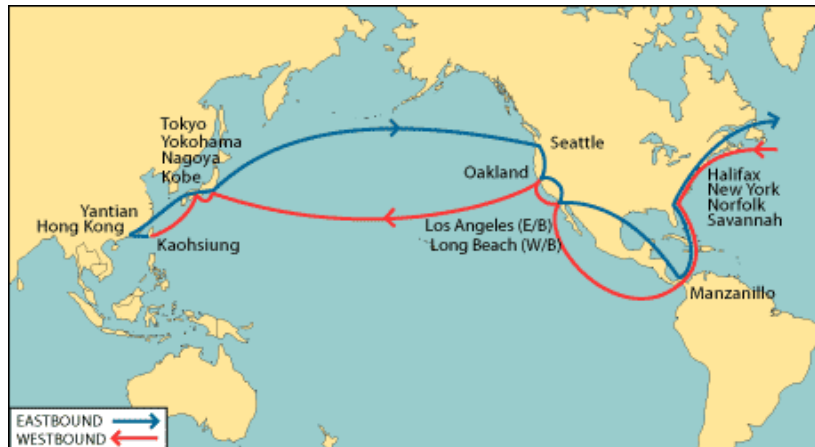 Tokyo
Yokohama
Nagoya
Kobe
Seattle
Oakland
Halifax
New York
Norfolk
Savannah
Yantian
Hong Kong
Kaohsiung
Los Angeles (E/B)
Long Beach (W/B)
Manzanillo
EASTBOUND
WESTBOUND